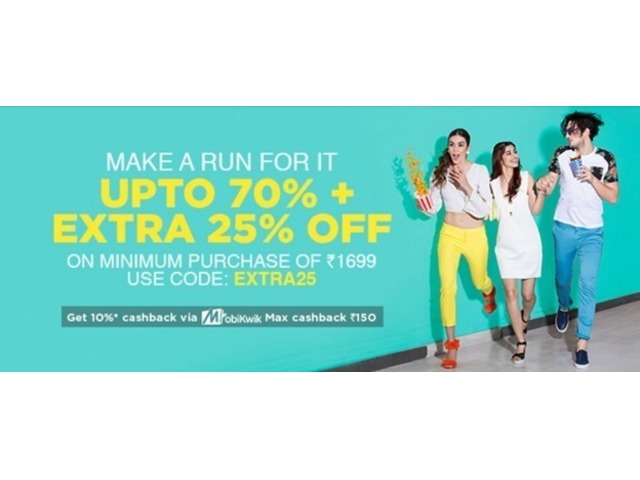 MAKE A RUN FOR IT
UPTO 70% +
EXTRA 25% OFF
ON MINIMUM PURCHASE OF ₹1699
USE CODE: EXTRA25
Get 10%* cashback via MobiKwik Max cashback ₹150